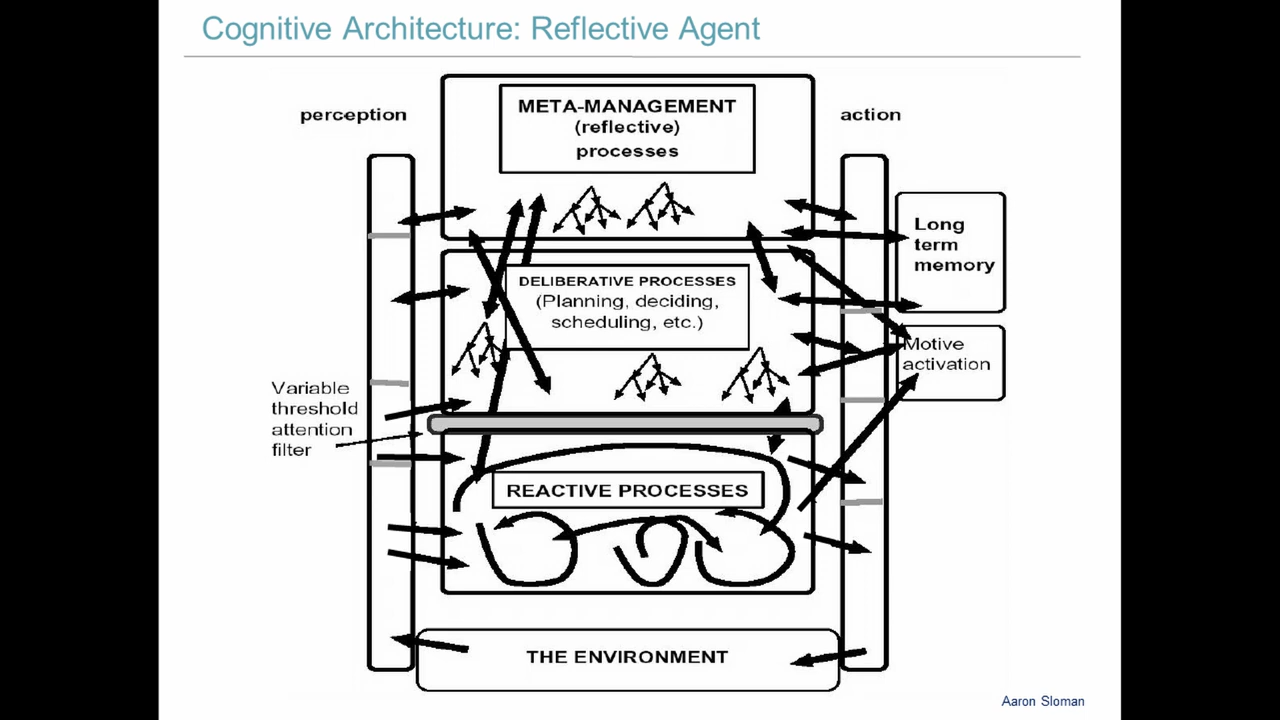 Cognitive Architecture: Reflective Agent
perception
META-MANAGEMENT
(reflective)
processes
action
Long
term
memory
DELIBERATIVE PROCESSES
(Planning, deciding,
scheduling, etc.)
Motive
activation
Variable
threshold
attention
filter
REACTIVE PROCESSES
THE ENVIRONMENT
Aaron Sloman